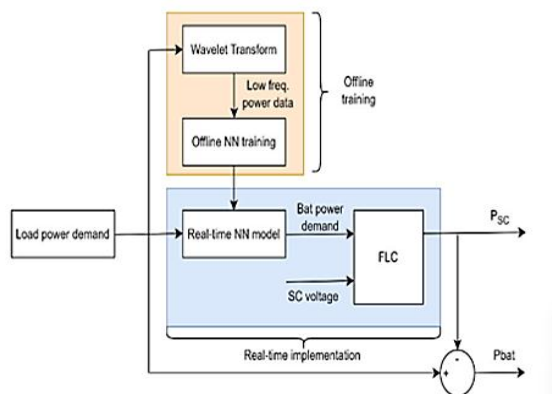 Wavelet Transform
Low freq.
power data
Offline
training
Offline NN training
Load power demand
Real-time NN model
Bat power
demand
FLC
SC voltage
P_SC
Real-time implementation
-
+
Pbat